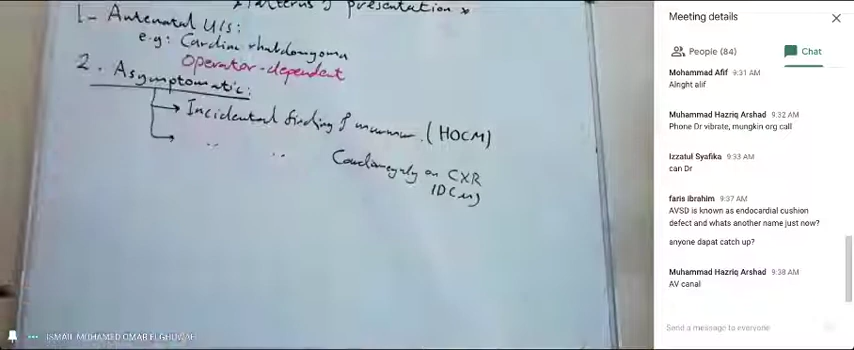 * Patterns of presentation *
1- Antenatal U/S:
e.g: Cardiac rhabdomyoma
Operator-dependent
2. Asymptomatic:
Incidental finding of murmur. (HOCM)
Cardiomegaly on CXR
(DCM)
ISMAIL MOHAMED OMAR ELGHUWAE
Meeting details
People (84)
Chat
Mohammad Afif 9:31 AM
Alright alif
Muhammad Hazriq Arshad 9:32 AM
Phone Dr vibrate, mungkin org call
Izzatul Syafika 9:33 AM
can Dr
faris ibrahim 9:37 AM
AVSD is known as endocardial cushion
defect and whats another name just now?
anyone dapat catch up?
Muhammad Hazriq Arshad 9:38 AM
AV canal
Send a message to everyone